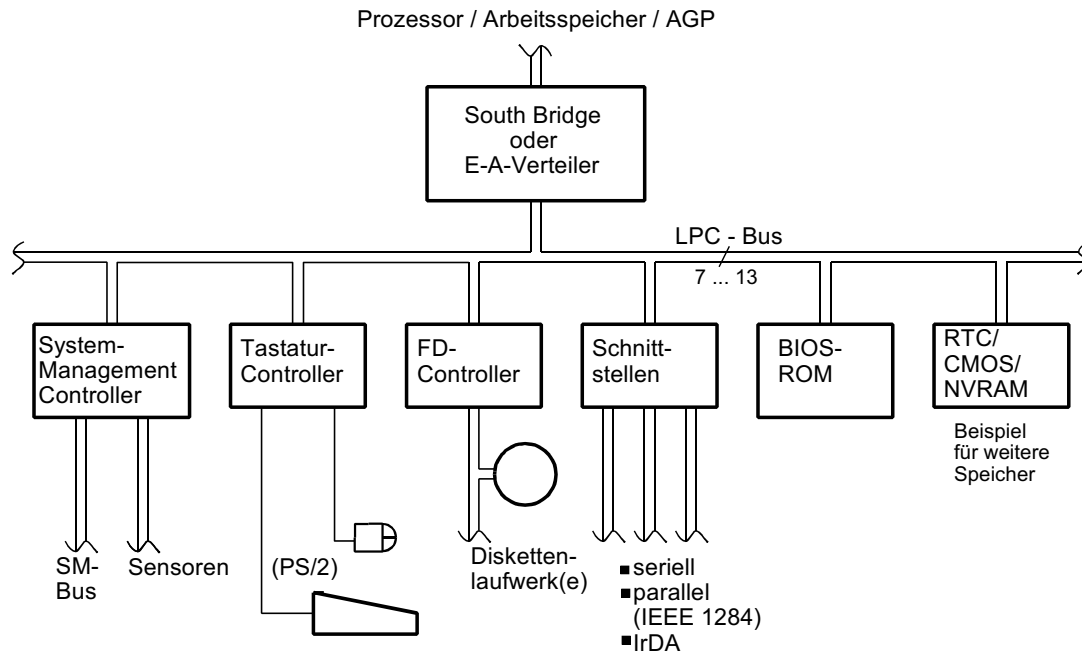 Prozessor / Arbeitsspeicher / AGP
South Bridge
oder
E-A-Verteiler
LPC - Bus
7 ... 13
System-
Management
Controller
Tastatur-
Controller
FD-
Controller
Schnitt-
stellen
BIOS-
ROM
RTC/
CMOS/
NVRAM
Beispiel
für weitere
Speicher
SM-
Bus
Sensoren
(PS/2)
Disketten-
laufwerk(e)
▪seriell
▪parallel
(IEEE 1284)
▪IrDA